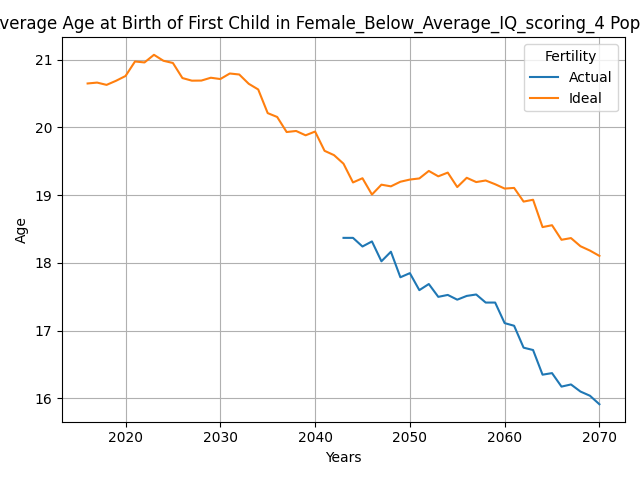 verage Age at Birth of First Child in Female_Below_Average_IQ_scoring_4 Pop
Fertility
Actual
Ideal
21
20
19
18
17
16
Age
2020 2030 2040 2050 2060 2070
Years